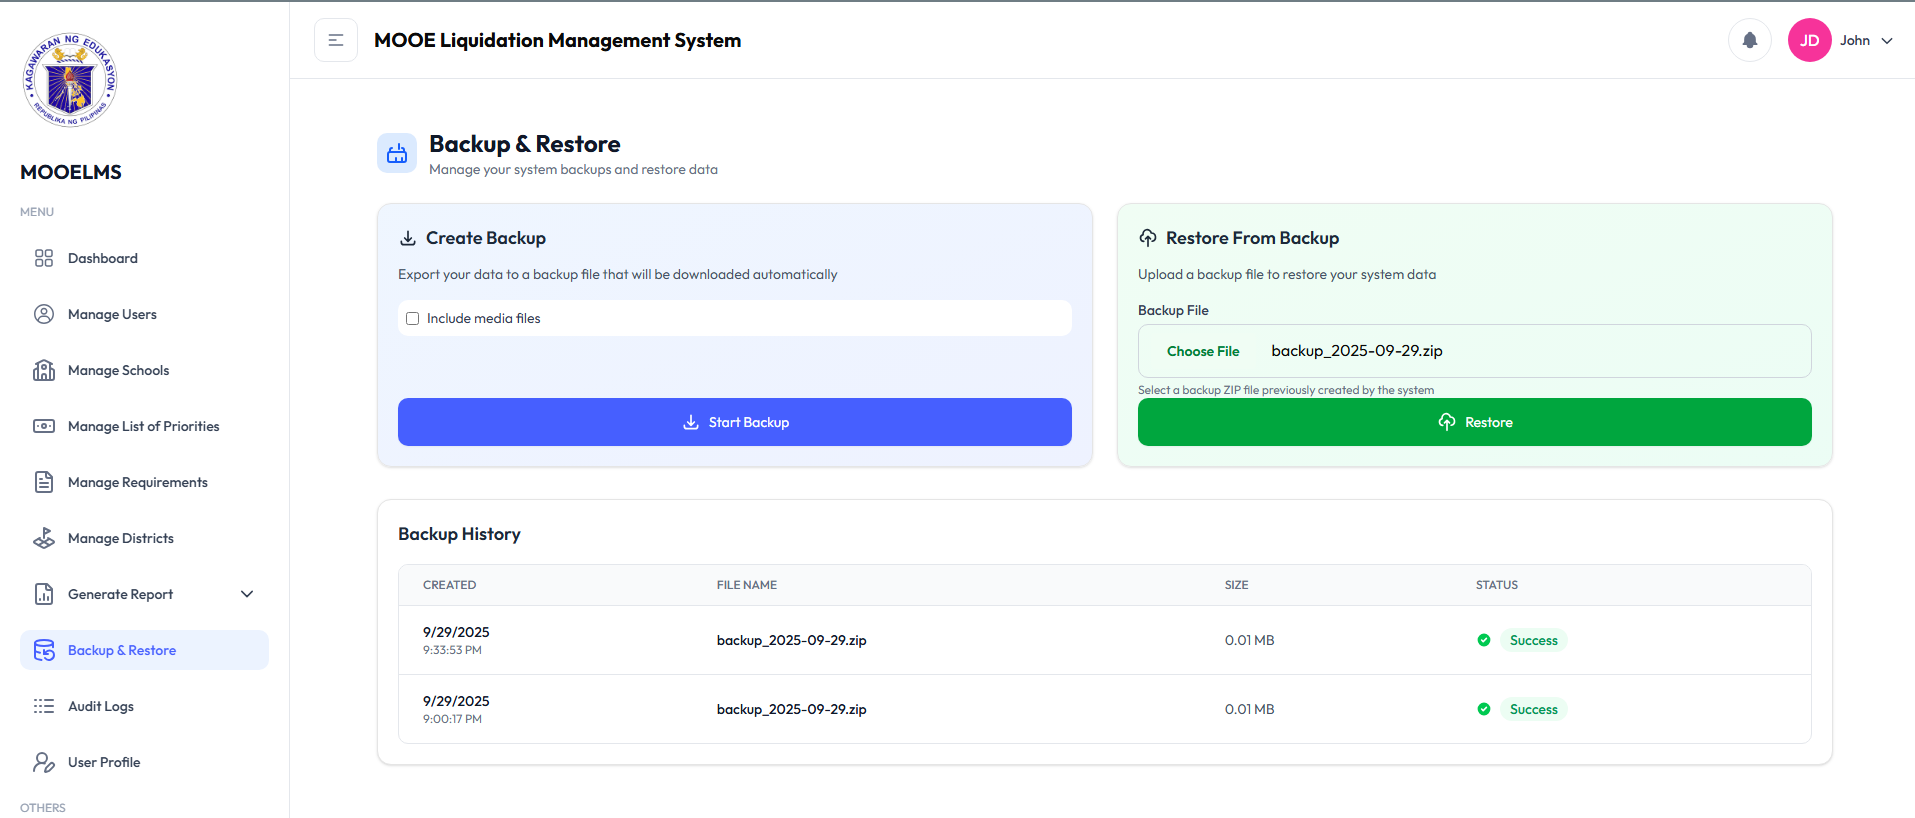 KAGAWARAN NG EDUKASYON
REPUBLIKA NG PILIPINAS
MOOELMS
MENU
Dashboard
Manage Users
Manage Schools
Manage List of Priorities
Manage Requirements
Manage Districts
Generate Report
Backup & Restore
Audit Logs
User Profile
OTHERS
MOOE Liquidation Management System
JD John
Backup & Restore
Manage your system backups and restore data
Create Backup
Export your data to a backup file that will be downloaded automatically
Include media files
Start Backup
Restore From Backup
Upload a backup file to restore your system data
Backup File
Choose File backup_2025-09-29.zip
Select a backup ZIP file previously created by the system
Restore
Backup History
CREATED FILE NAME SIZE STATUS
9/29/2025
9:33:53 PM
backup_2025-09-29.zip 0.01 MB Success
9/29/2025
9:00:17 PM
backup_2025-09-29.zip 0.01 MB Success